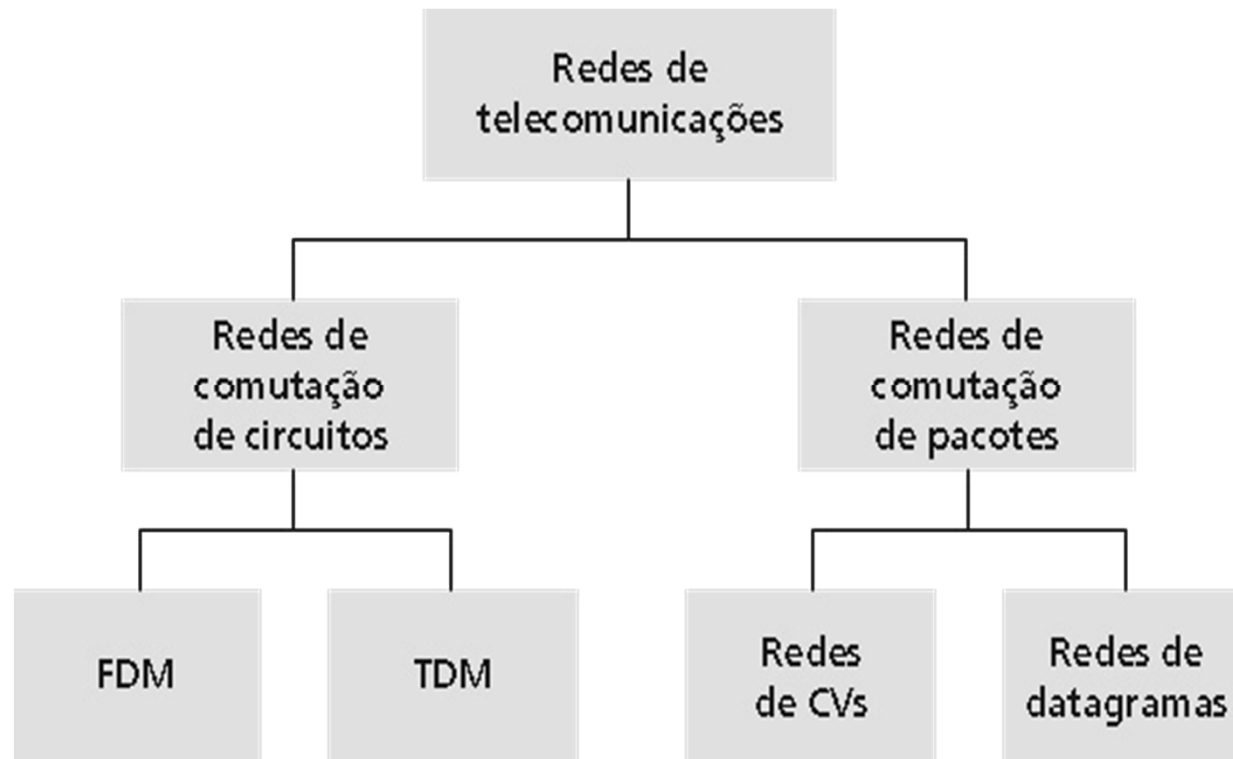 Redes de
telecomunicações
Redes de
comutação
de circuitos
Redes de
comutação
de pacotes
FDM
TDM
Redes
de CVs
Redes de
datagramas